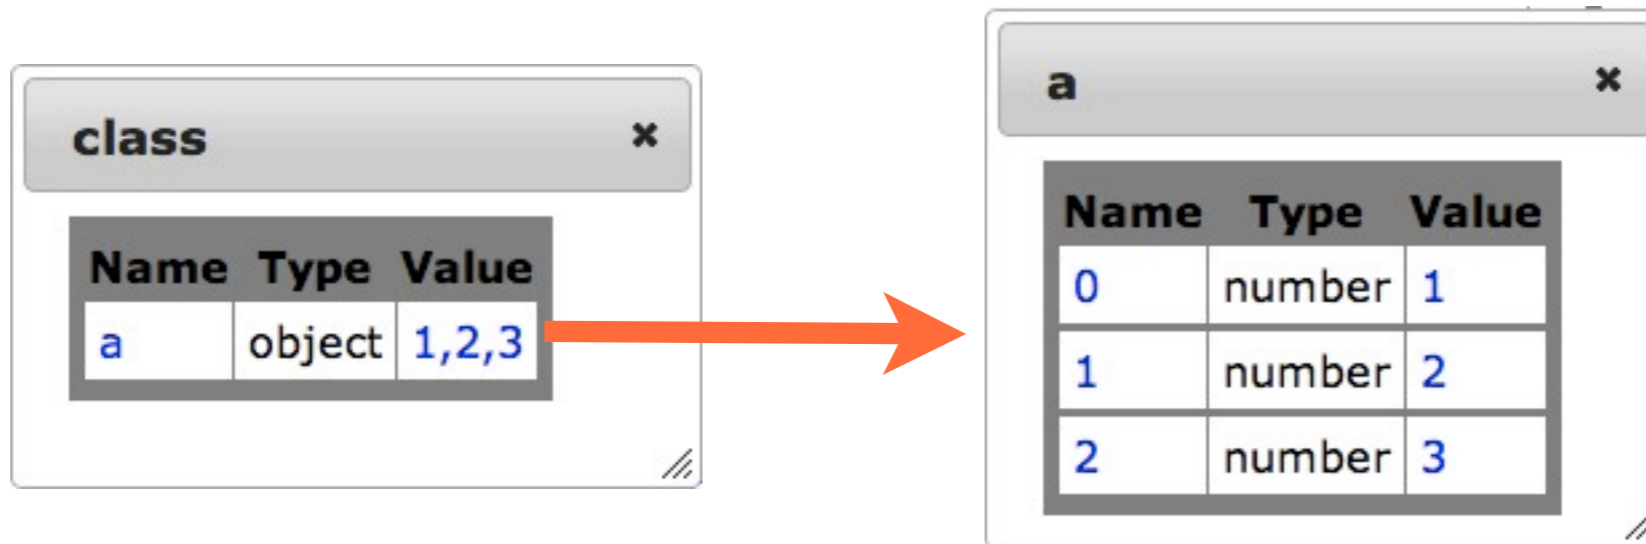 class
Name Type Value
a object 1,2,3
a
Name Type Value
0 number 1
1 number 2
2 number 3